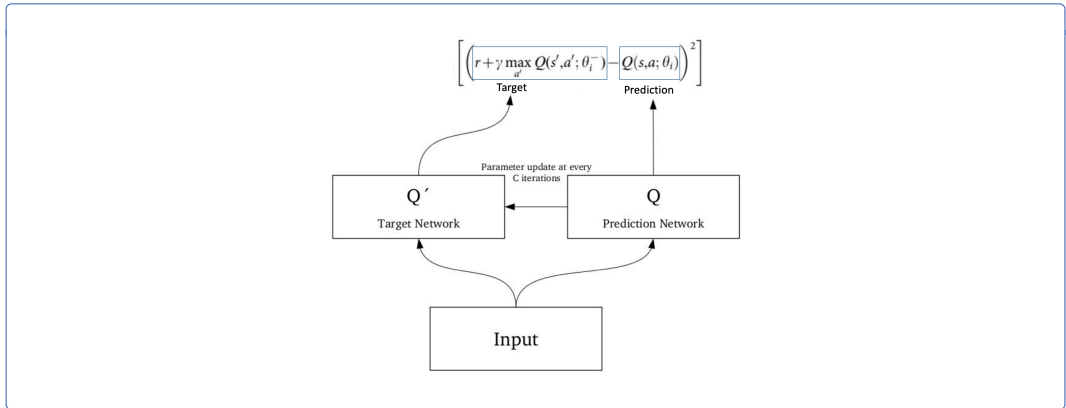 [(r + γ max_{a'} Q(s′,a′;θ_i^−) − Q(s,a;θ_i))^2]
Target Prediction
Parameter update at every
C iterations
Q´ Q
Target Network Prediction Network
Input